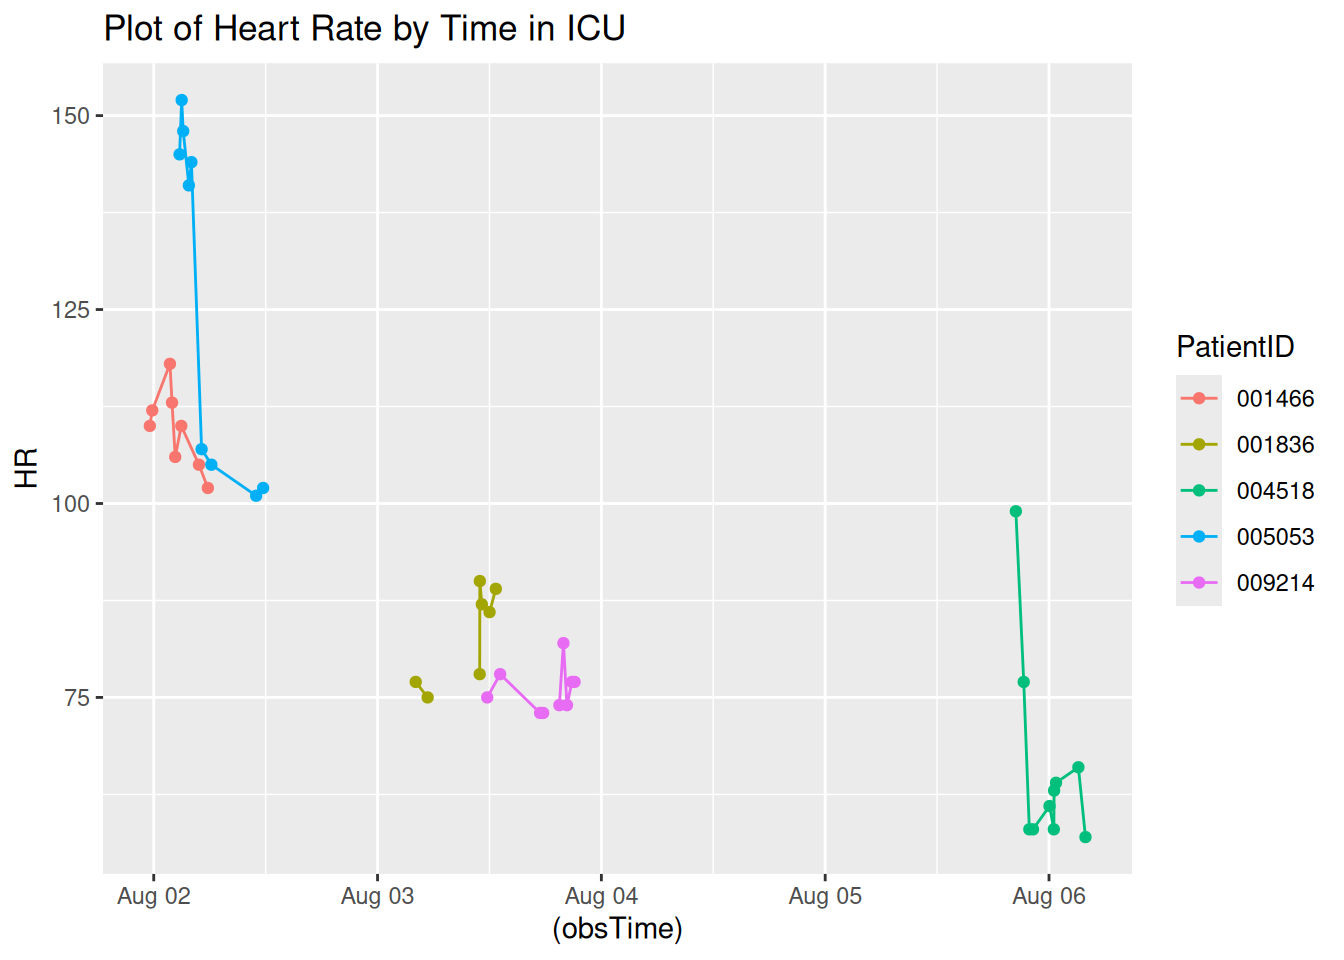 Plot of Heart Rate by Time in ICU
150
125
100
75
HR
Aug 02
Aug 03
Aug 04
Aug 05
Aug 06
(obsTime)
PatientID
001466
001836
004518
005053
009214